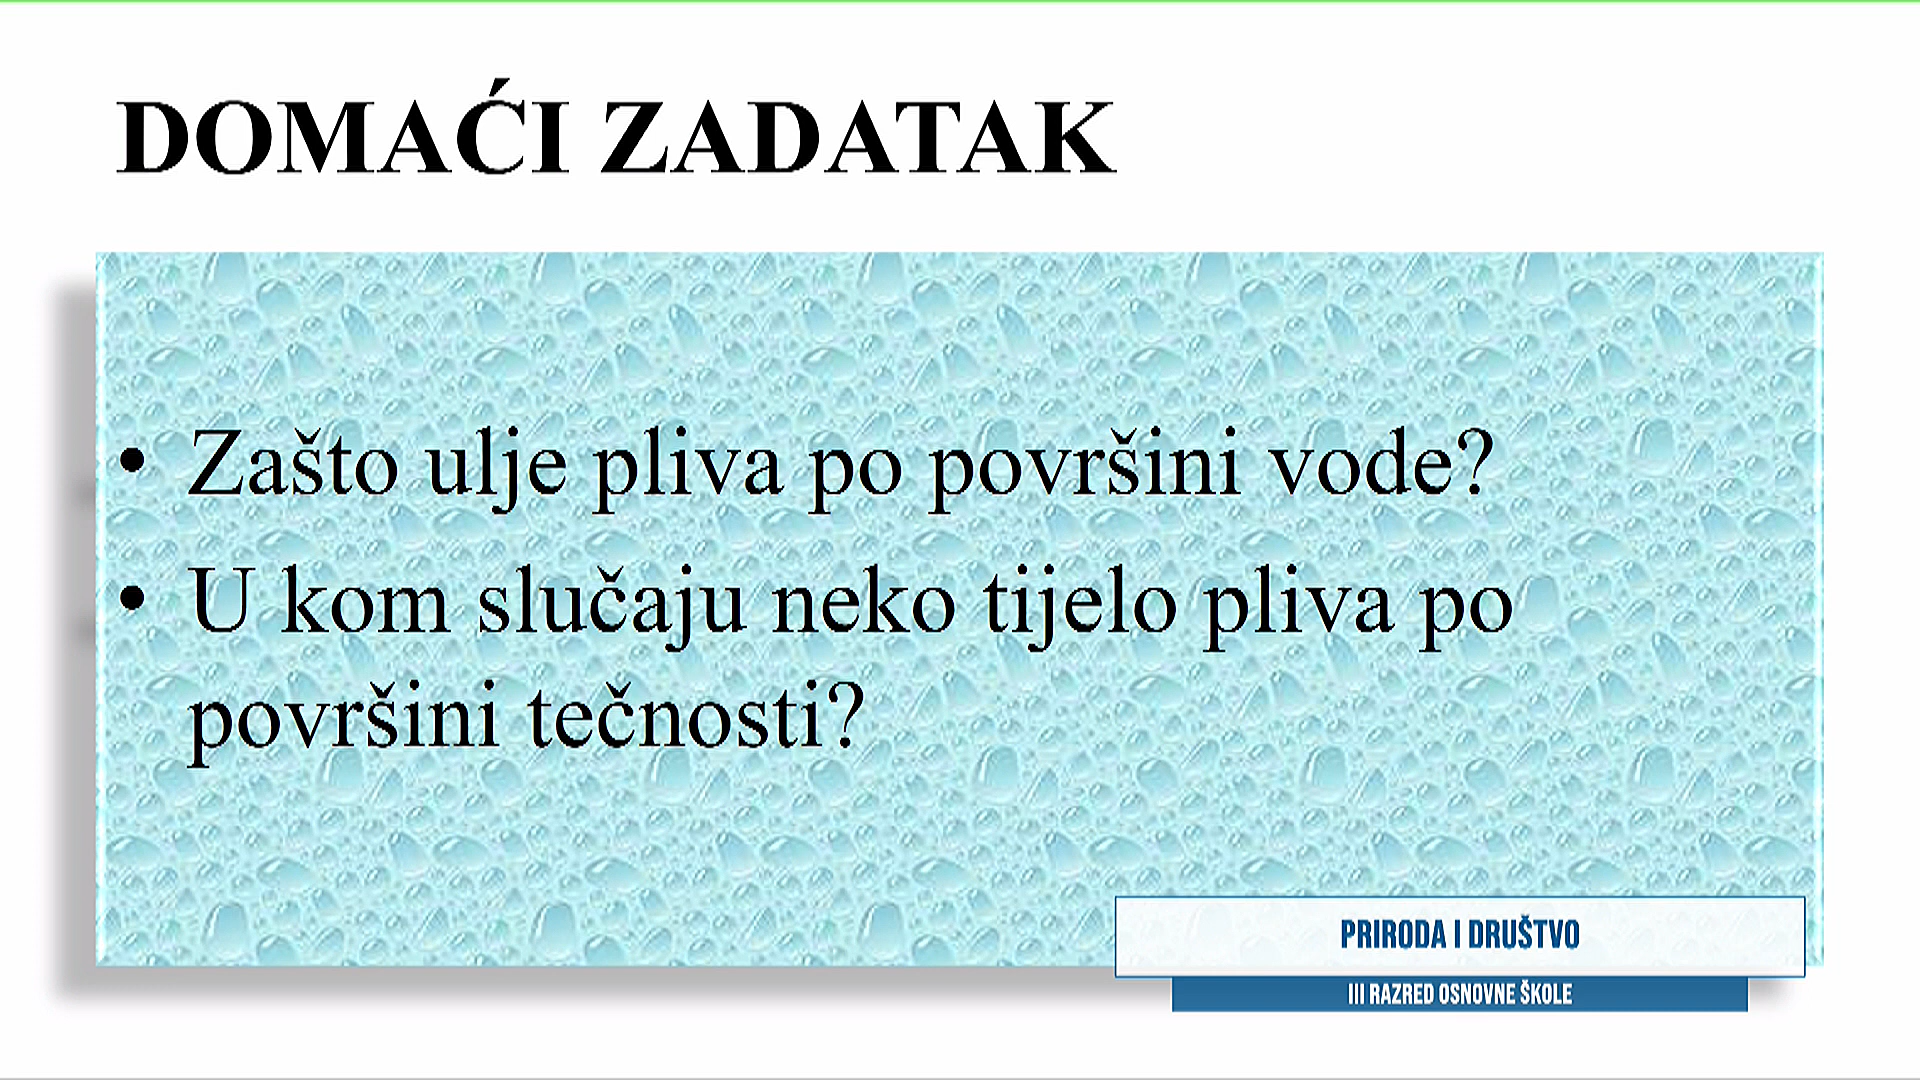 DOMAĆI ZADATAK
• Zašto ulje pliva po površini vode?
• U kom slučaju neko tijelo pliva po
površini tečnosti?
PRIRODA I DRUŠTVO
III RAZRED OSNOVNE ŠKOLE